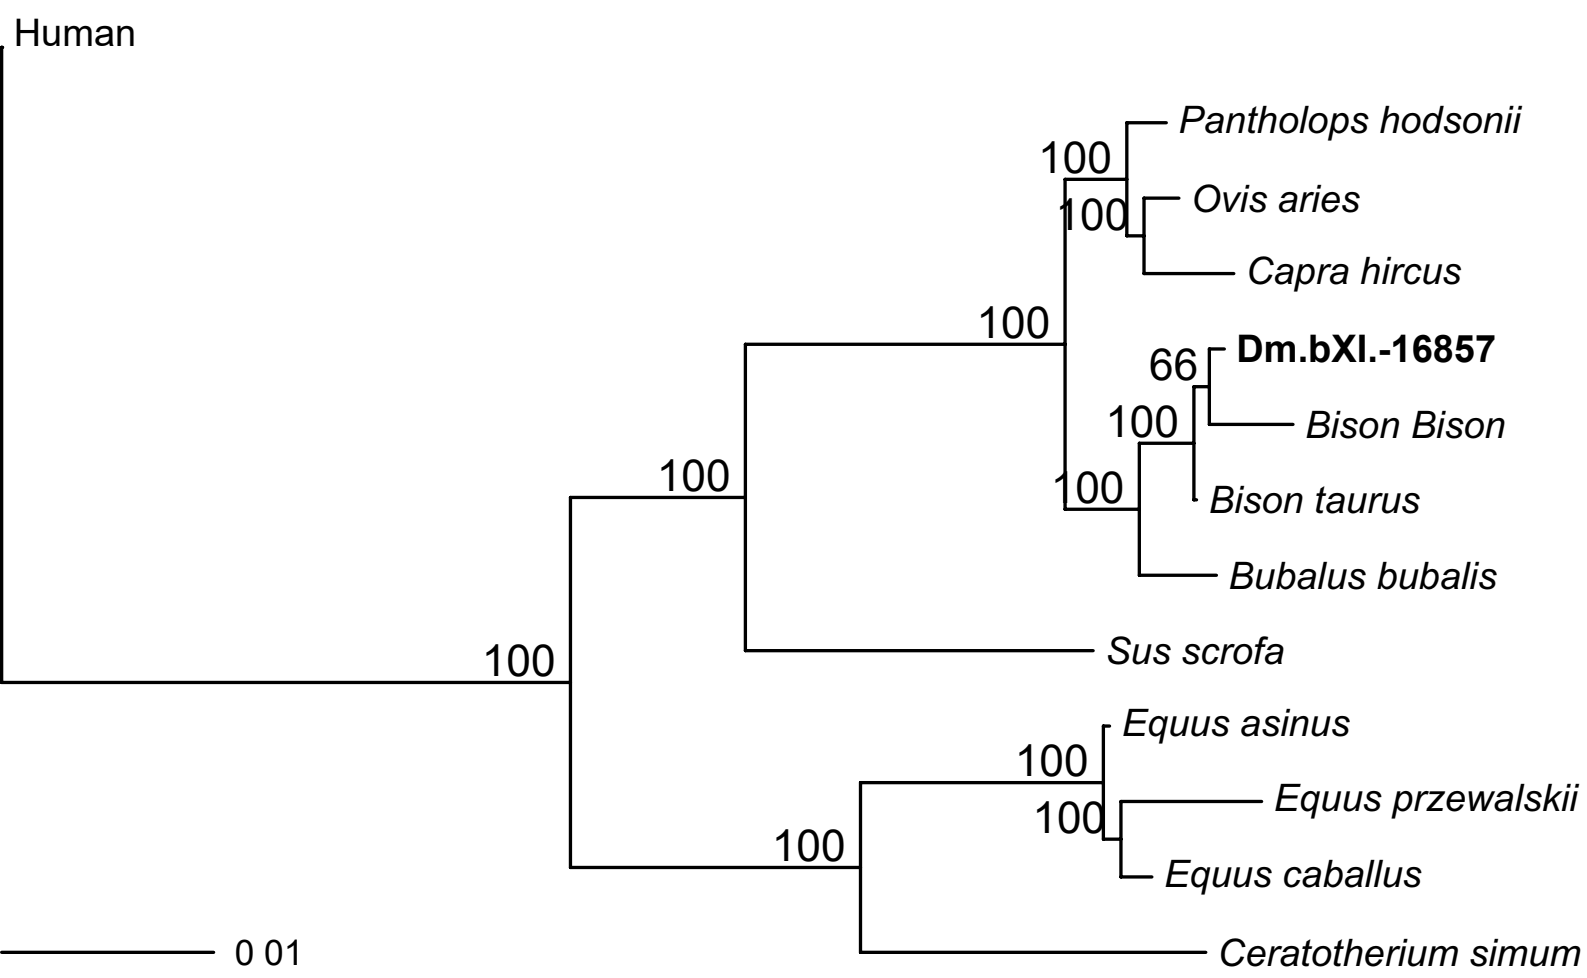 Human
Pantholops hodsonii
100
Ovis aries
100
Capra hircus
100
Dm.bXI.-16857
66
100
Bison Bison
100
100
Bison taurus
Bubalus bubalis
100
Sus scrofa
Equus asinus
100
Equus przewalskii
100
100
Equus caballus
0 01
Ceratotherium simum